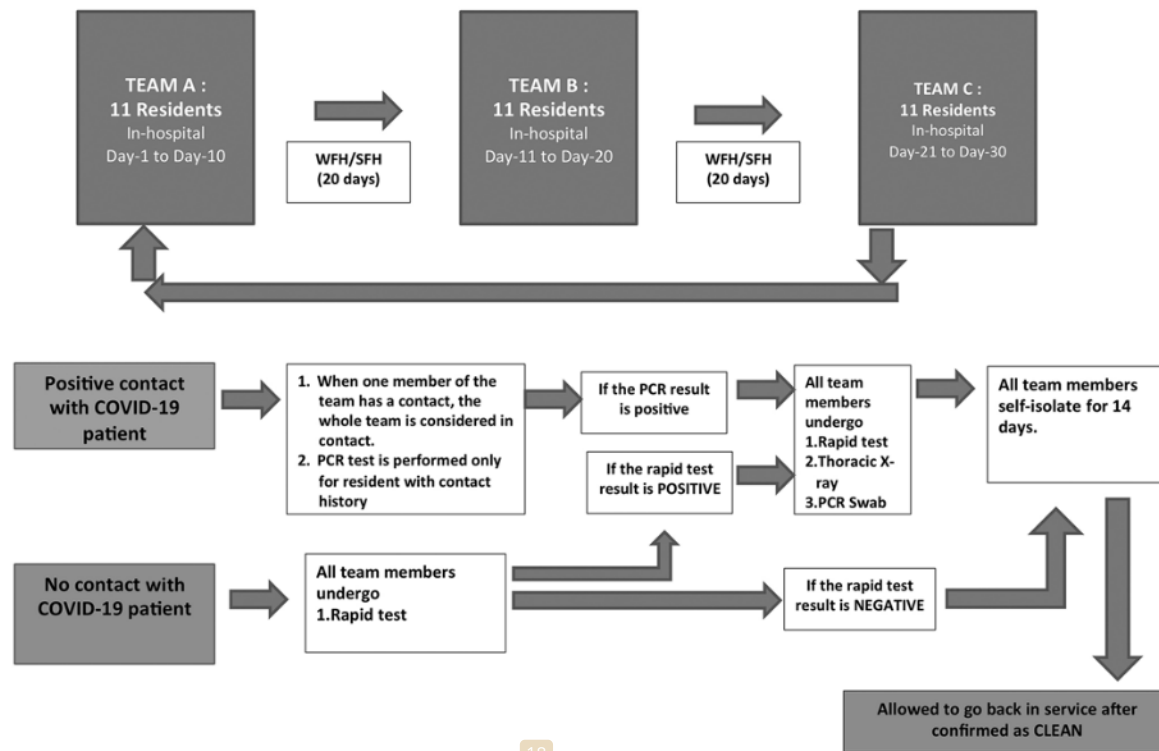 TEAM A :
11 Residents
In-hospital
Day-1 to Day-10
WFH/SFH
(20 days)
TEAM B :
11 Residents
In-hospital
Day-11 to Day-20
WFH/SFH
(20 days)
TEAM C :
11 Residents
In-hospital
Day-21 to Day-30
Positive contact
with COVID-19
patient
1. When one member of the
team has a contact, the
whole team is considered in
contact.
2. PCR test is performed only
for resident with contact
history
If the PCR result
is positive
If the rapid test
result is POSITIVE
All team
members
undergo
1.Rapid test
2.Thoracic X-
ray
3.PCR Swab
All team members
self-isolate for 14
days.
No contact with
COVID-19 patient
All team members
undergo
1.Rapid test
If the rapid test
result is NEGATIVE
Allowed to go back in service after
confirmed as CLEAN